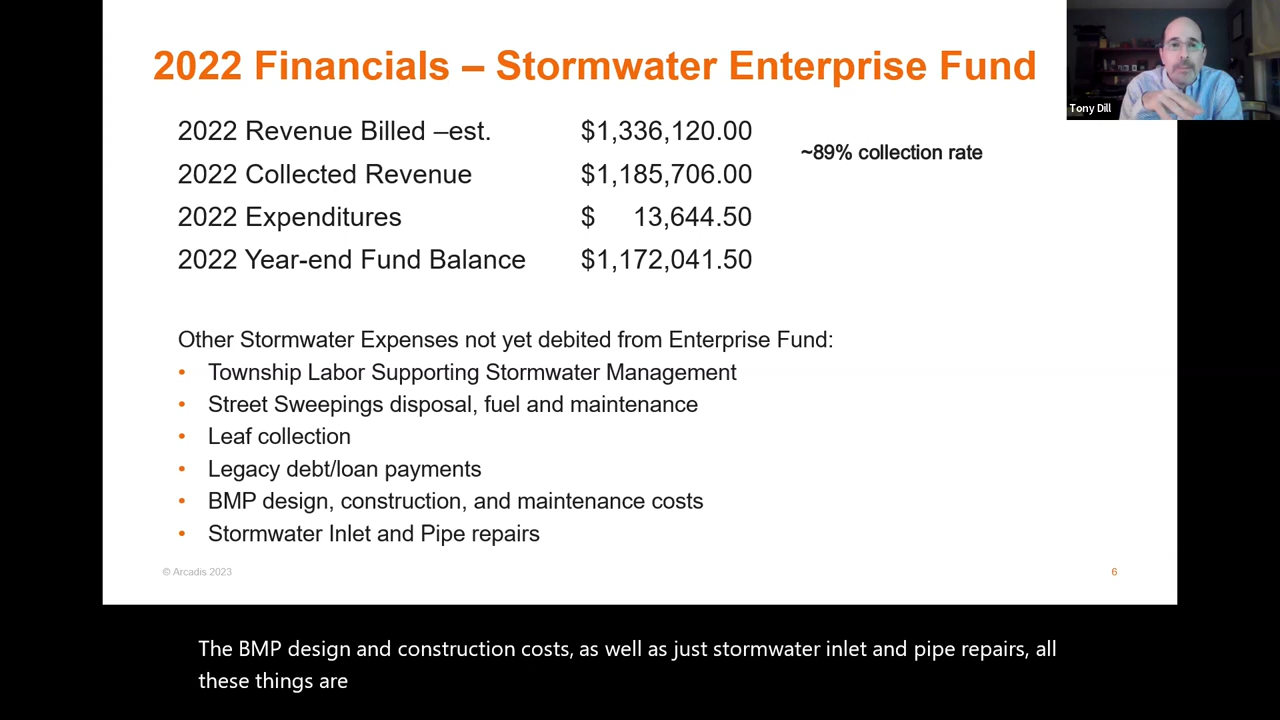 2022 Financials – Stormwater Enterprise Fund
Tony Dill
2022 Revenue Billed –est. $1,336,120.00
~89% collection rate
2022 Collected Revenue $1,185,706.00
2022 Expenditures $ 13,644.50
2022 Year-end Fund Balance $1,172,041.50
Other Stormwater Expenses not yet debited from Enterprise Fund:
• Township Labor Supporting Stormwater Management
• Street Sweepings disposal, fuel and maintenance
• Leaf collection
• Legacy debt/loan payments
• BMP design, construction, and maintenance costs
• Stormwater Inlet and Pipe repairs
© Arcadis 2023 6
The BMP design and construction costs, as well as just stormwater inlet and pipe repairs, all
these things are